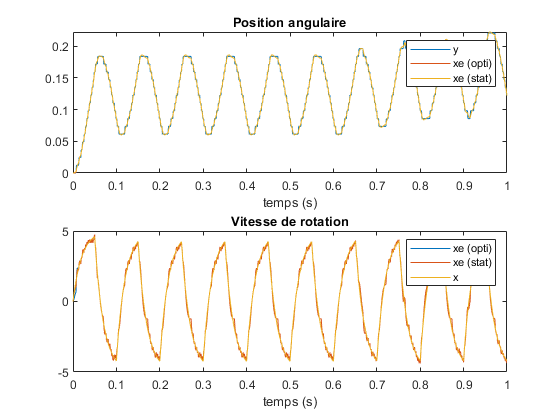 Position angulaire
0.2
0.15
0.1
0.05
0
y
xe (opti)
xe (stat)
0 0.1 0.2 0.3 0.4 0.5 0.6 0.7 0.8 0.9 1
temps (s)
Vitesse de rotation
5
0
-5
xe (opti)
xe (stat)
x
0 0.1 0.2 0.3 0.4 0.5 0.6 0.7 0.8 0.9 1
temps (s)